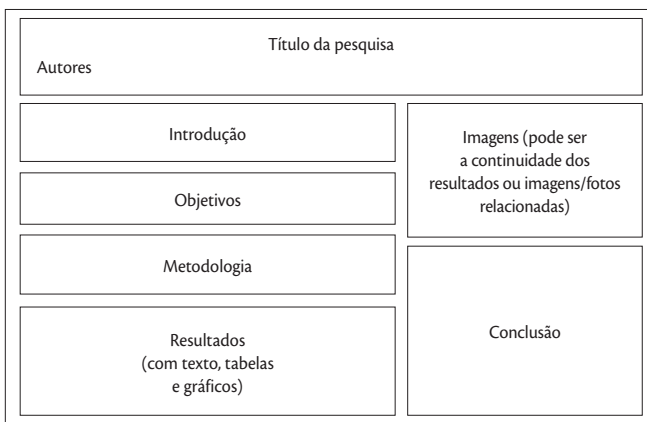 Título da pesquisa
Autores
Introdução
Objetivos
Metodologia
Resultados
(com texto, tabelas
e gráficos)
Imagens (pode ser
a continuidade dos
resultados ou imagens/fotos
relacionadas)
Conclusão